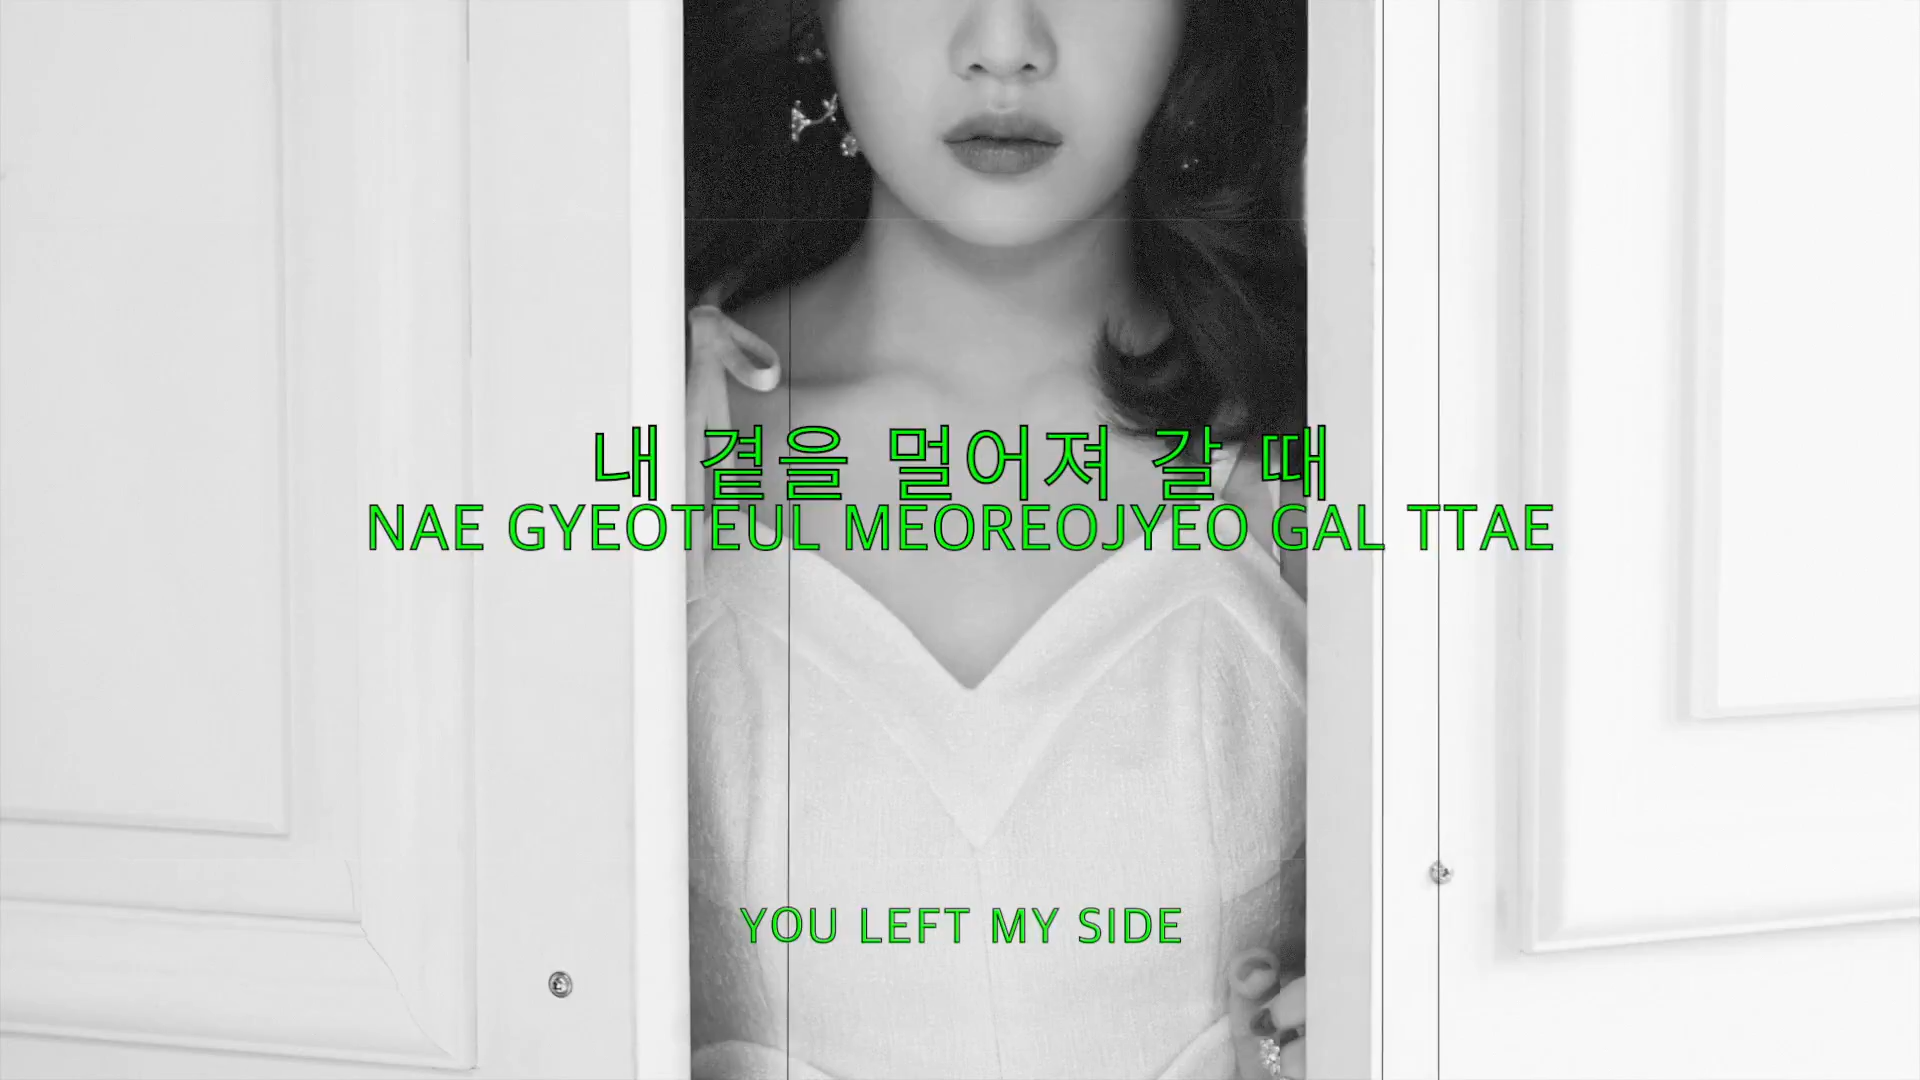 내 곁을 멀어져 갈 때
NAE GYEOTEUL MEOREOJYEO GAL TTAE
YOU LEFT MY SIDE